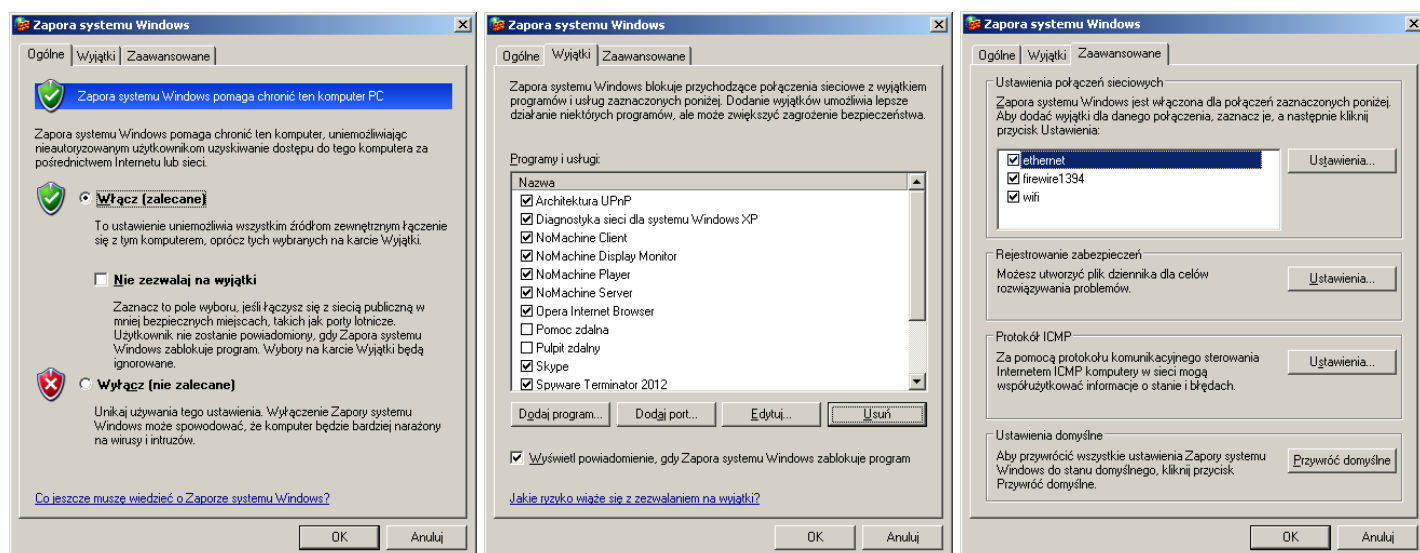 Zapora systemu Windows
Ogólne
Wyjątki
Zaawansowane
Zapora systemu Windows pomaga chronić ten komputer PC
Zapora systemu Windows pomaga chronić ten komputer, uniemożliwiając
nieautoryzowanym użytkownikom uzyskiwanie dostępu do tego komputera za
pośrednictwem Internetu lub sieci.
Włącz (zalecane)
To ustawienie uniemożliwia wszystkim źródłom zewnętrznym łączenie
się z tym komputerem, oprócz tych wybranych na karcie Wyjątki.
Nie zezwalaj na wyjątki
Zaznacz to pole wyboru, jeśli łączysz się z siecią publiczną w
mniej bezpiecznych miejscach, takich jak porty lotnicze.
Użytkownik nie zostanie powiadomiony, gdy Zapora systemu
Windows zablokuje program. Wybory na karcie Wyjątki będą
ignorowane.
Wyłącz (nie zalecane)
Unikaj używania tego ustawienia. Wyłączenie Zapory systemu
Windows może spowodować, że komputer będzie bardziej narażony
na wirusy i intruzów.
Co jeszcze muszę wiedzieć o Zaporze systemu Windows?
OK
Anuluj
Zapora systemu Windows
Ogólne
Wyjątki
Zaawansowane
Zapora systemu Windows blokuje przychodzące połączenia sieciowe z wyjątkiem
programów i usług zaznaczonych poniżej. Dodanie wyjątków umożliwia lepsze
działanie niektórych programów, ale może zwiększyć zagrożenie bezpieczeństwa.
Programy i usługi:
Nazwa
Architektura UPnP
Diagnostyka sieci dla systemu Windows XP
NoMachine Client
NoMachine Display Monitor
NoMachine Player
NoMachine Server
Opera Internet Browser
Pomoc zdalna
Pulpit zdalny
Skype
Spyware Terminator 2012
Dodaj program...
Dodaj port...
Edytuj...
Usuń
Wyświetl powiadomienie, gdy Zapora systemu Windows zablokuje program
Jakie ryzyko wiąże się z zezwalaniem na wyjątki?
OK
Anuluj
Zapora systemu Windows
Ogólne
Wyjątki
Zaawansowane
Ustawienia połączeń sieciowych
Zapora systemu Windows jest włączona dla połączeń zaznaczonych poniżej.
Aby dodać wyjątki dla danego połączenia, zaznacz je, a następnie kliknij
przycisk Ustawienia:
ethernet
firewire1394
wifi
Ustawienia...
Rejestrowanie zabezpieczeń
Możesz utworzyć plik dziennika dla celów
rozwiązywania problemów.
Ustawienia...
Protokół ICMP
Za pomocą protokołu komunikacyjnego sterowania
Internetem ICMP komputery w sieci mogą
współużytkować informacje o stanie i błędach.
Ustawienia...
Ustawienia domyślne
Aby przywrócić wszystkie ustawienia Zapory systemu
Windows do stanu domyślnego, kliknij przycisk
Przywróć domyślne.
Przywróć domyślne
OK
Anuluj